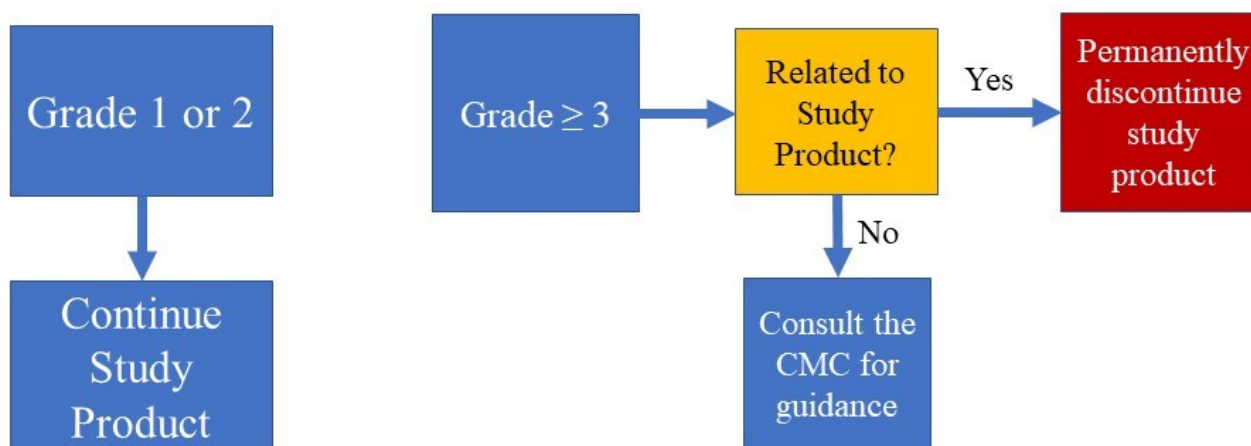 Grade 1 or 2
Continue
Study
Product
Grade ≥ 3
Related to
Study
Product?
Yes
Permanently
discontinue
study
product
No
Consult the
CMC for
guidance